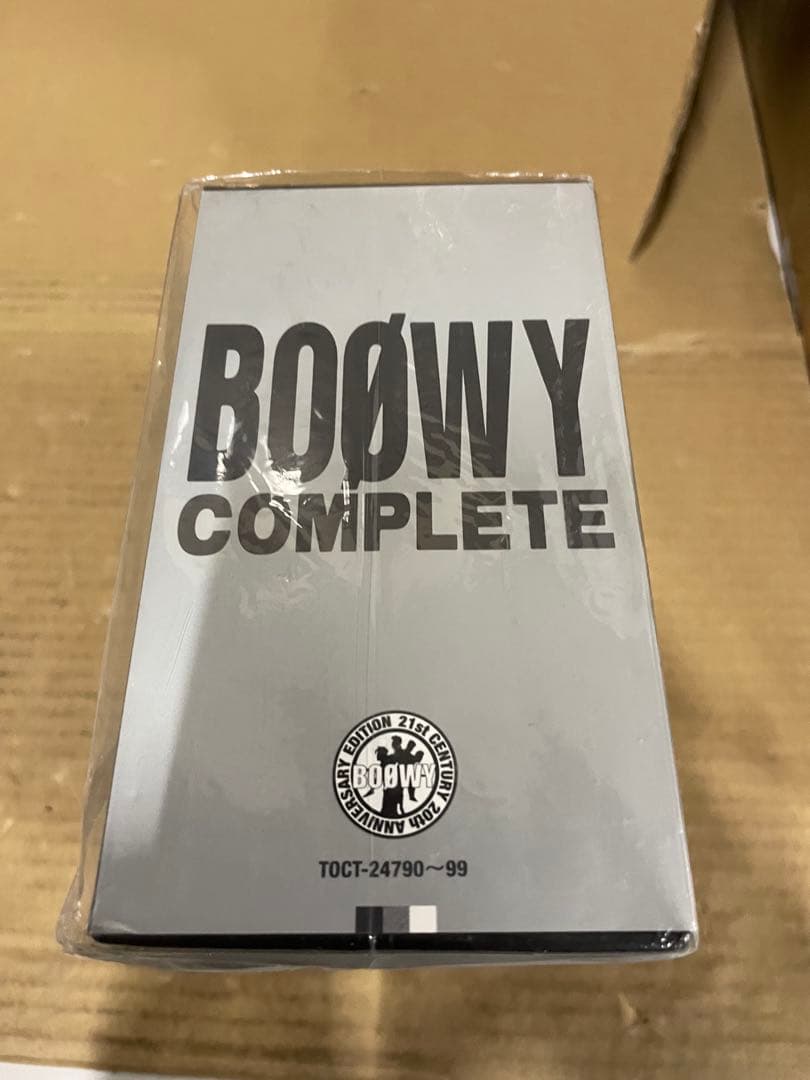 BOØWY
COMPLETE
21st CENTURY 20th ANNIVERSARY EDITION
BOØWY
TOCT-24790～99